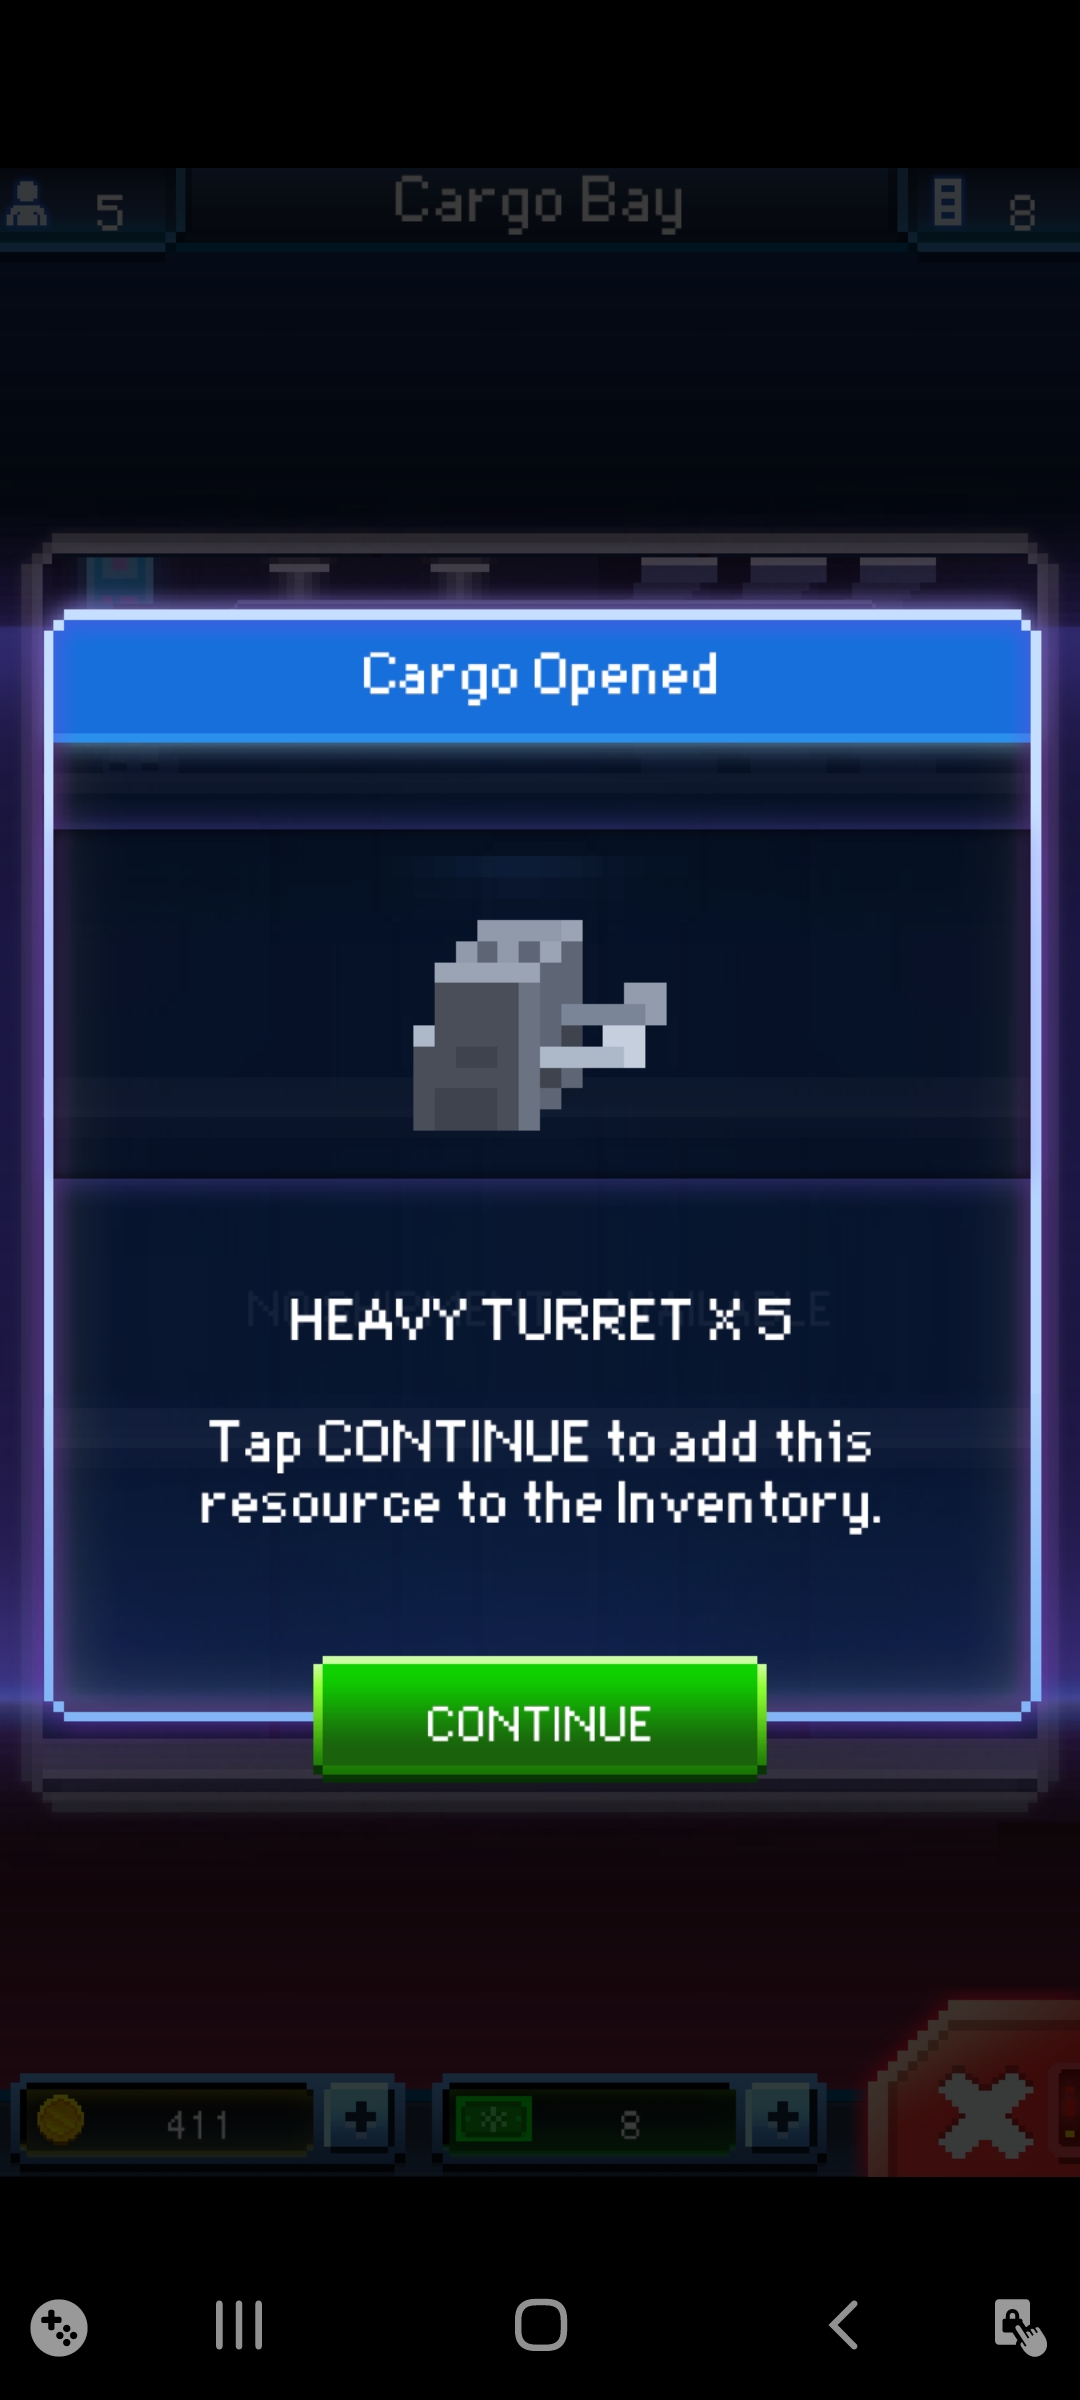 5
Cargo Bay
8
Cargo Opened
HEAVY TURRET X 5
Tap CONTINUE to add this
resource to the Inventory.
CONTINUE
411
8